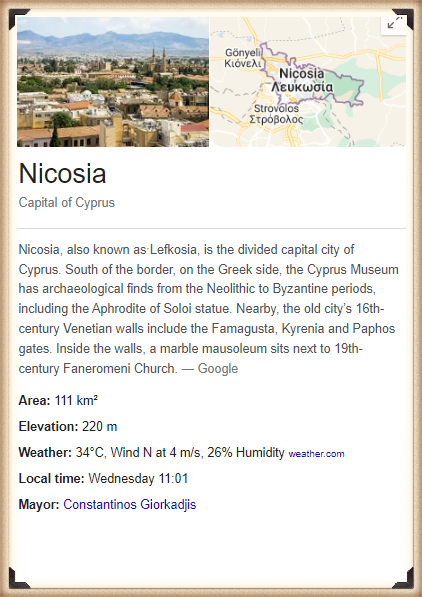 Gönyeli
Κιόνελι
Nicosia
Λευκωσία
Strovolos
Στρόβολος
Nicosia
Capital of Cyprus
Nicosia, also known as Lefkosia, is the divided capital city of
Cyprus. South of the border, on the Greek side, the Cyprus Museum
has archaeological finds from the Neolithic to Byzantine periods,
including the Aphrodite of Soloi statue. Nearby, the old city's 16th-
century Venetian walls include the Famagusta, Kyrenia and Paphos
gates. Inside the walls, a marble mausoleum sits next to 19th-
century Faneromeni Church. — Google
Area: 111 km²
Elevation: 220 m
Weather: 34°C, Wind N at 4 m/s, 26% Humidity weather.com
Local time: Wednesday 11:01
Mayor: Constantinos Giorkadjis